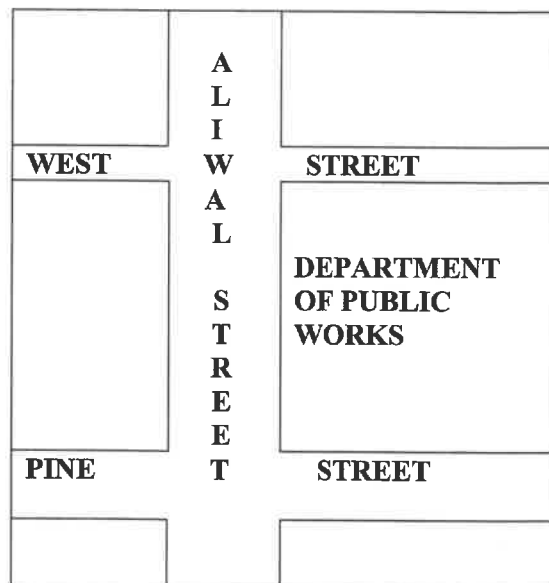 ALIWAL STREET
WEST STREET
DEPARTMENT
OF PUBLIC
WORKS
PINE STREET